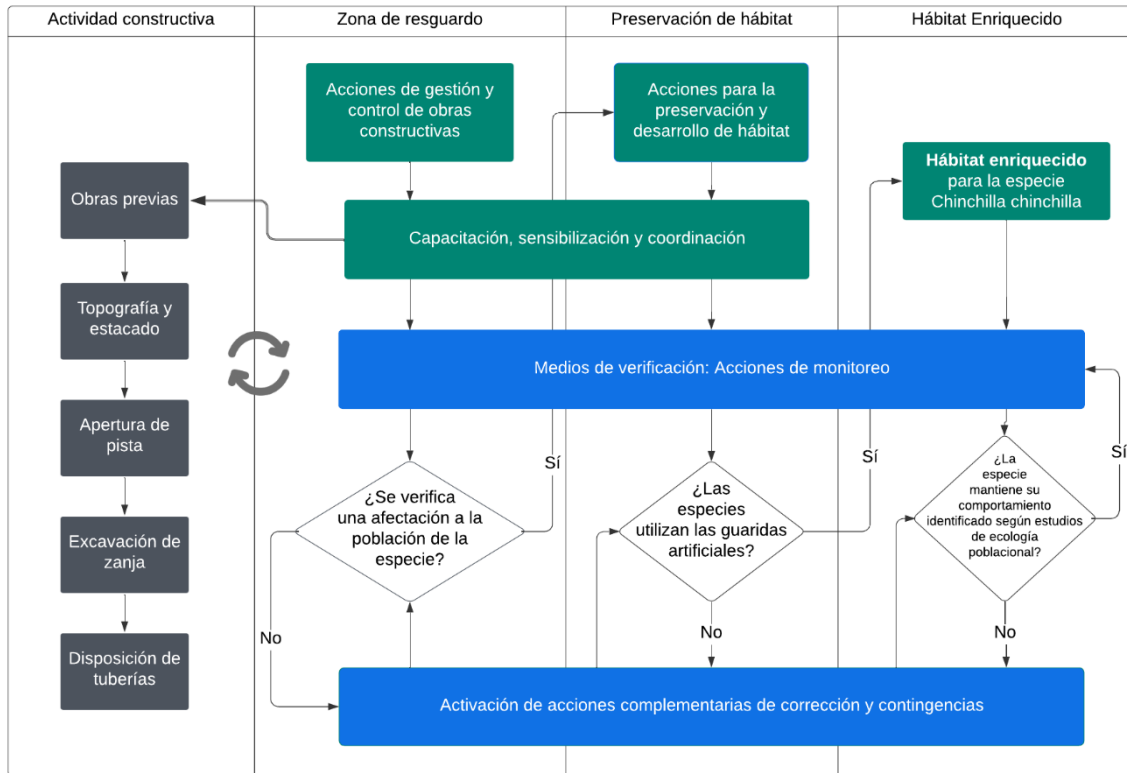 Actividad constructiva
Zona de resguardo
Preservación de hábitat
Hábitat Enriquecido
Acciones de gestión y
control de obras
constructivas
Acciones para la
preservación y
desarrollo de hábitat
Hábitat enriquecido
para la especie
Chinchilla chinchilla
Obras previas
Capacitación, sensibilización y coordinación
Topografía y
estacado
Medios de verificación: Acciones de monitoreo
Apertura de
pista
Sí
Sí
Sí
¿Se verifica
una afectación a la
población de la
especie?
¿Las
especies
utilizan las guaridas
artificiales?
¿La
especie
mantiene su
comportamiento
identificado según estudios
de ecología
poblacional?
Excavación de
zanja
No
No
No
Disposición de
tuberías
Activación de acciones complementarias de corrección y contingencias